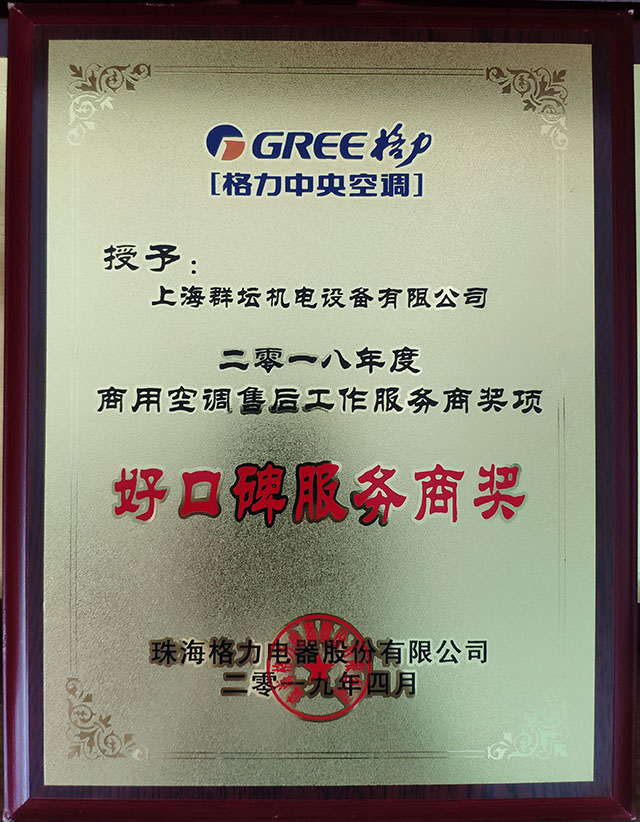 GREE格力
[格力中央空调]
授予：
上海群坛机电设备有限公司
二零一八年度
商用空调售后工作服务商奖项
好口碑服务商奖
珠海格力电器股份有限公司
二零一九年四月